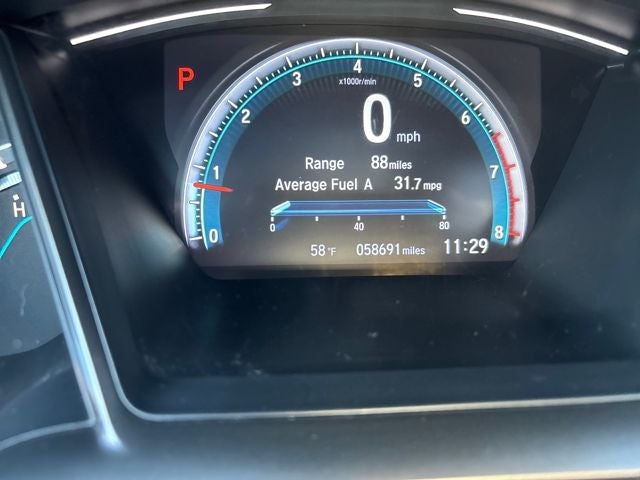 P
0 1 2 3 4 5 6 7 8
x1000r/min
0 mph
Range 88 miles
Average Fuel A 31.7 mpg
0 40 80
58°F 058691 miles 11:29
H